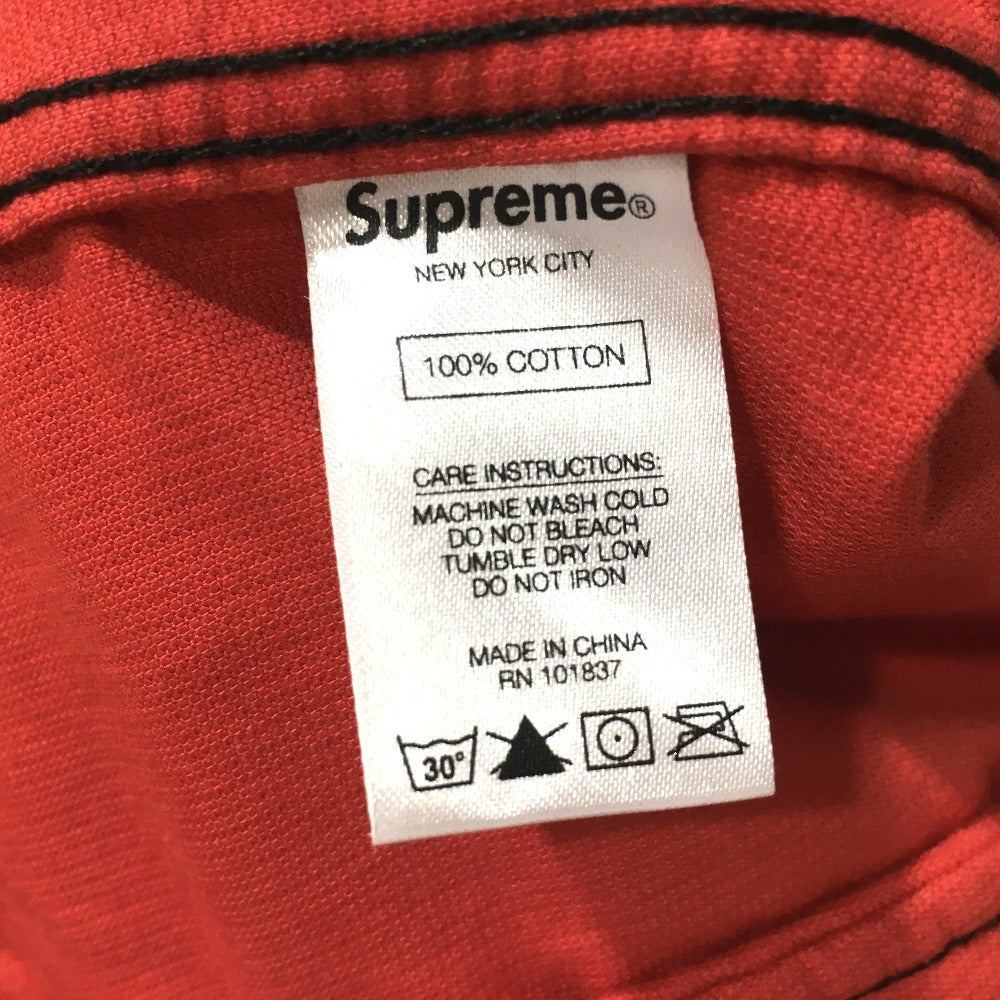 Supreme®
NEW YORK CITY
100% COTTON
CARE INSTRUCTIONS:
MACHINE WASH COLD
DO NOT BLEACH
TUMBLE DRY LOW
DO NOT IRON
MADE IN CHINA
RN 101837
30°